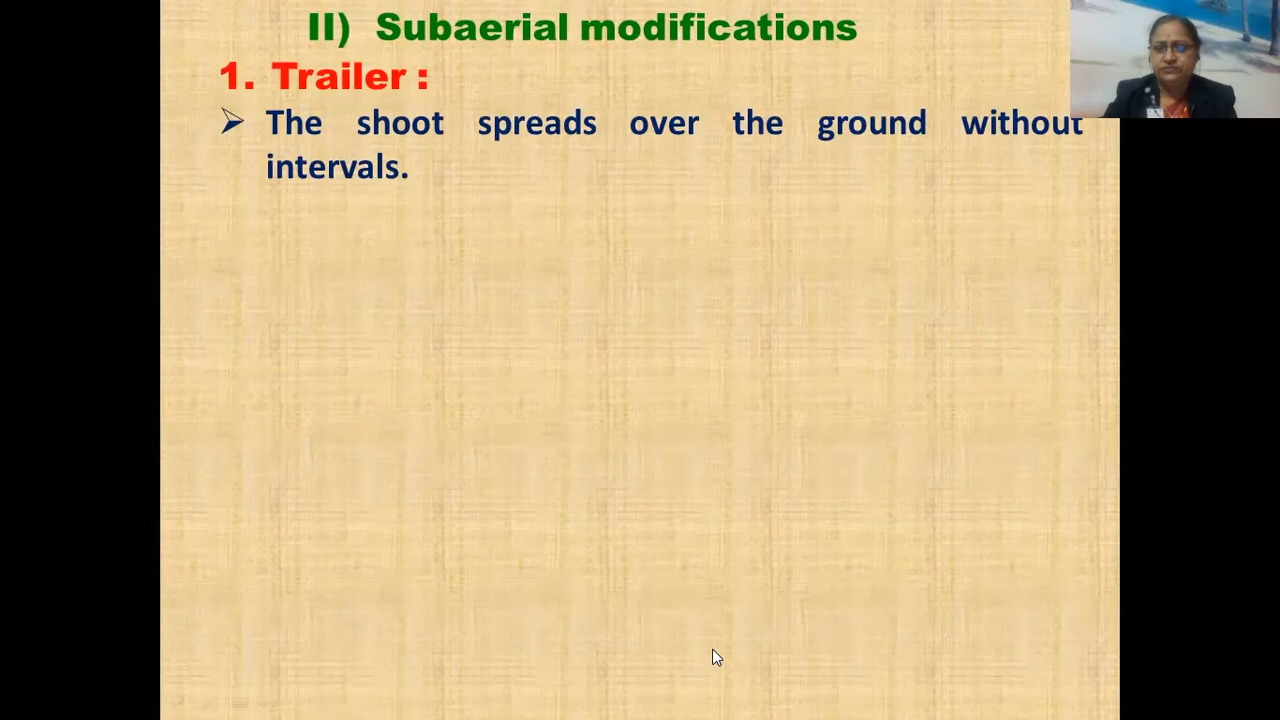 II) Subaerial modifications
1. Trailer :
➢ The shoot spreads over the ground without
intervals.